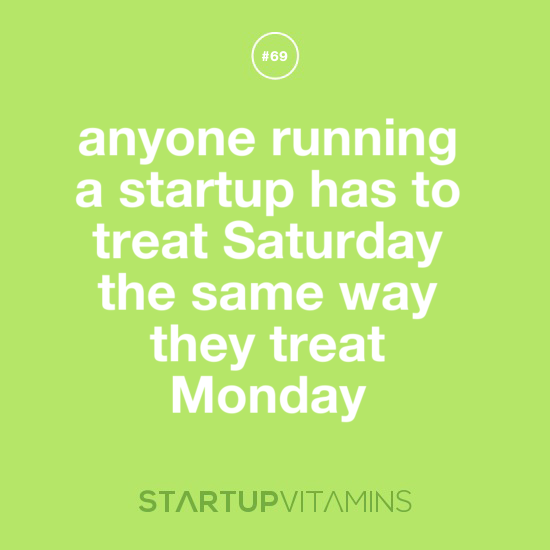 #69
anyone running
a startup has to
treat Saturday
the same way
they treat
Monday
STARTUPVITAMINS